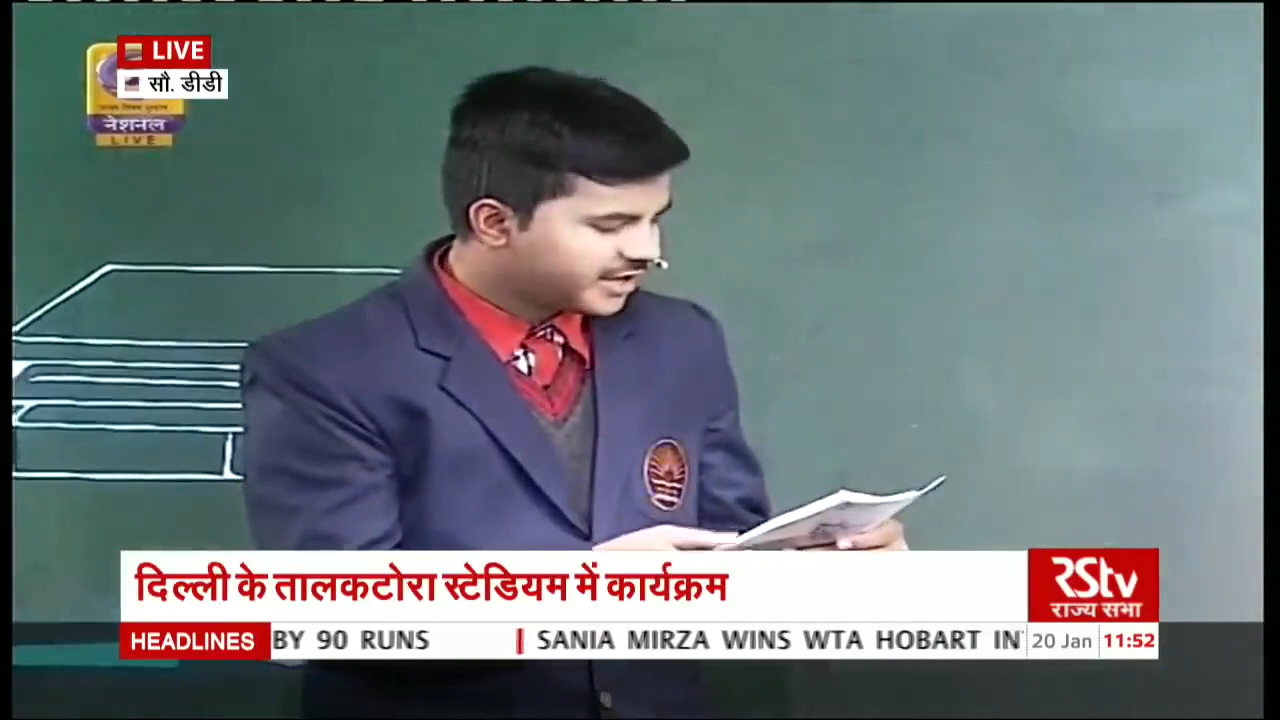 LIVE
सौ. डीडी
नेशनल
LIVE
दिल्ली के तालकटोरा स्टेडियम में कार्यक्रम
RSTV
राज्य सभा
HEADLINES BY 90 RUNS | SANIA MIRZA WINS WTA HOBART IN 20 Jan 11:52